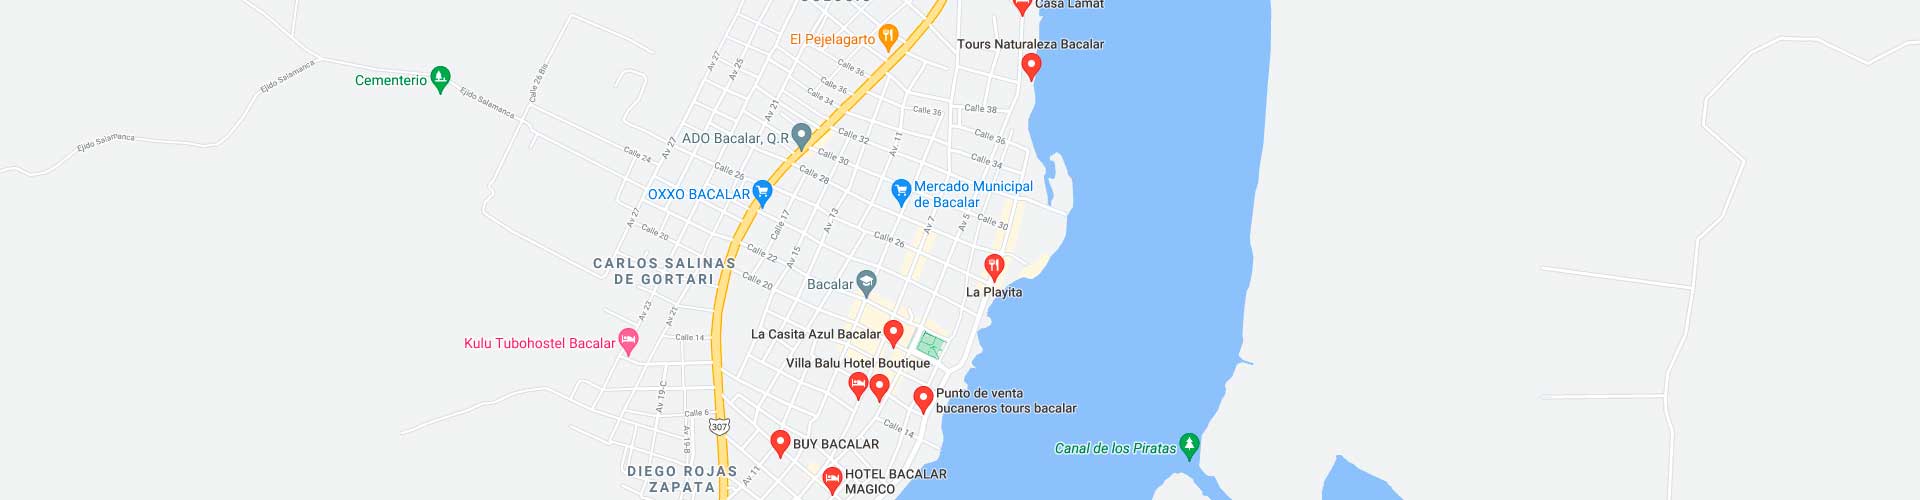 Casa Lamat
El Pejelagarto
Tours Naturaleza Bacalar
Av 27
Av 25
Calle 36
Cementerio
Ejido Salamanca
Calle 26 Bis
Ejido Salamanca
Calle 36
Calle 34
Av 21
Calle 36
Calle 38
ADO Bacalar, Q.R
Calle 32
Av. 11
Calle 36
Ejido Salamanca
Av 27
Calle 24
Calle 30
Calle 34
Calle 26
Calle 28
OXXO BACALAR
Mercado Municipal
de Bacalar
Av 27
Calle 17
Av. 13
Av 7
Av 5
Calle 30
Calle 20
Calle 26
Calle 22
Av 15
CARLOS SALINAS
DE GORTARI
Calle 20
Bacalar
La Playita
Av 23
Av 21
Calle 14
La Casita Azul Bacalar
Kulu Tubohostel Bacalar
Villa Balu Hotel Boutique
Av 19-C
Punto de venta
bucaneros tours bacalar
Calle 6
307
Av 19-B
Calle 14
BUY BACALAR
Canal de los Piratas
DIEGO ROJAS
ZAPATA
Av 11
HOTEL BACALAR
MAGICO